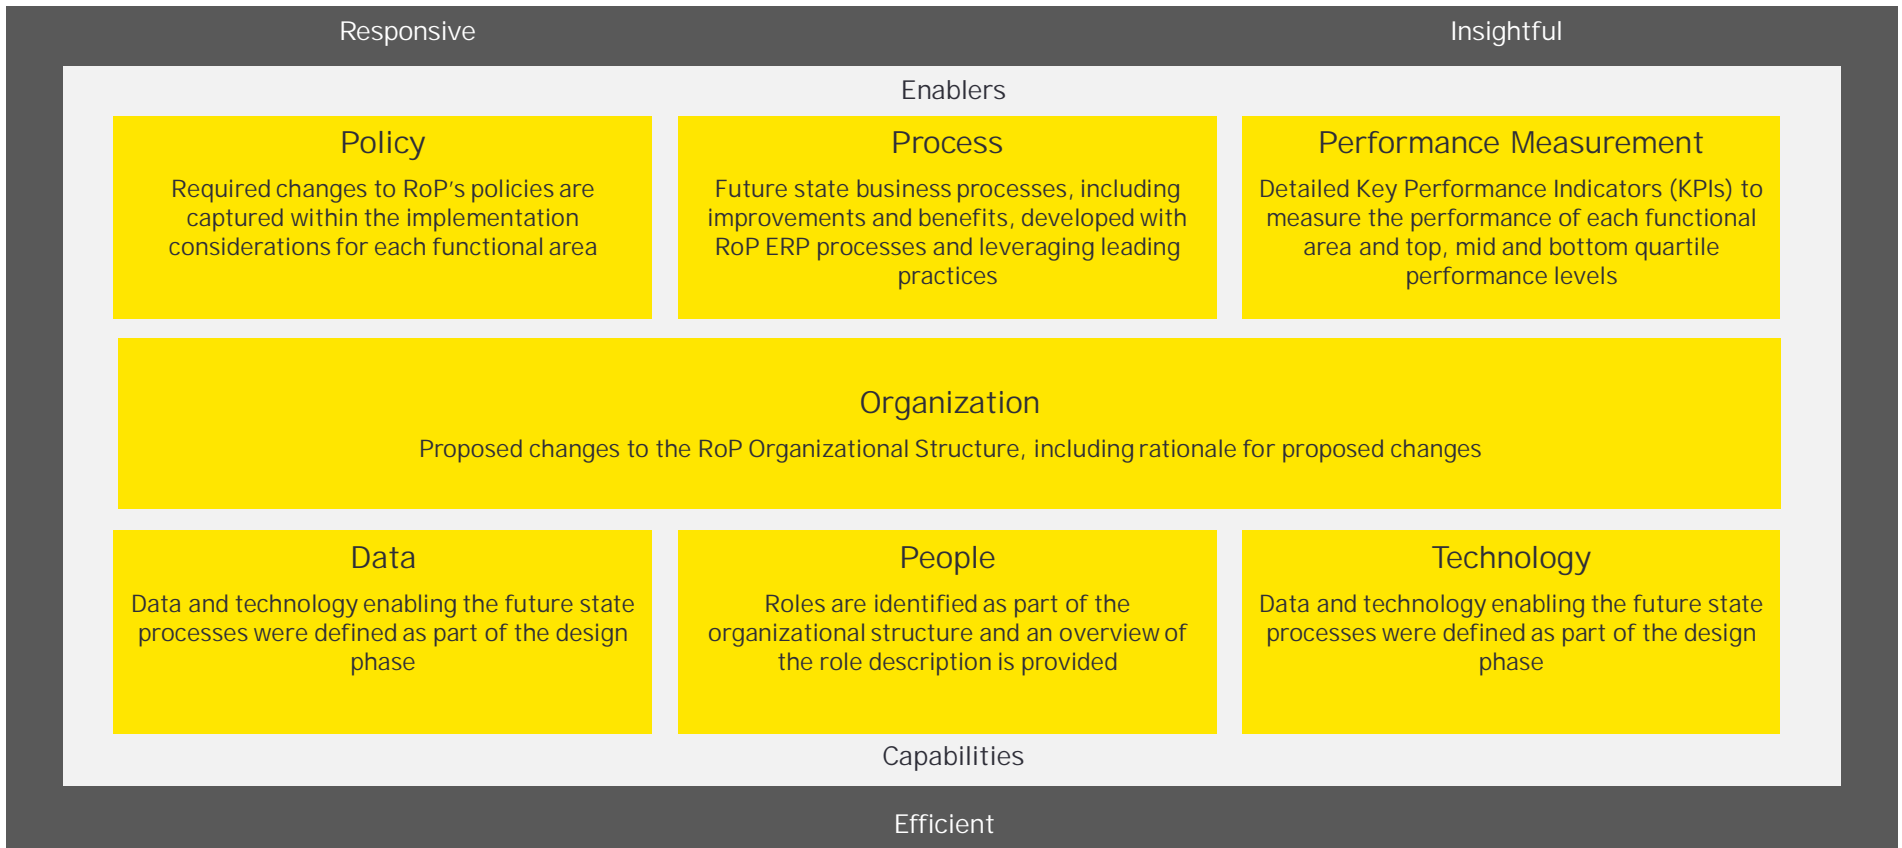 Responsive
Insightful
Enablers
Policy
Required changes to RoP's policies are
captured within the implementation
considerations for each functional area
Process
Future state business processes, including
improvements and benefits, developed with
RoP ERP processes and leveraging leading
practices
Performance Measurement
Detailed Key Performance Indicators (KPIs) to
measure the performance of each functional
area and top, mid and bottom quartile
performance levels
Organization
Proposed changes to the RoP Organizational Structure, including rationale for proposed changes
Data
Data and technology enabling the future state
processes were defined as part of the design
phase
People
Roles are identified as part of the
organizational structure and an overview of
the role description is provided
Technology
Data and technology enabling the future state
processes were defined as part of the design
phase
Capabilities
Efficient